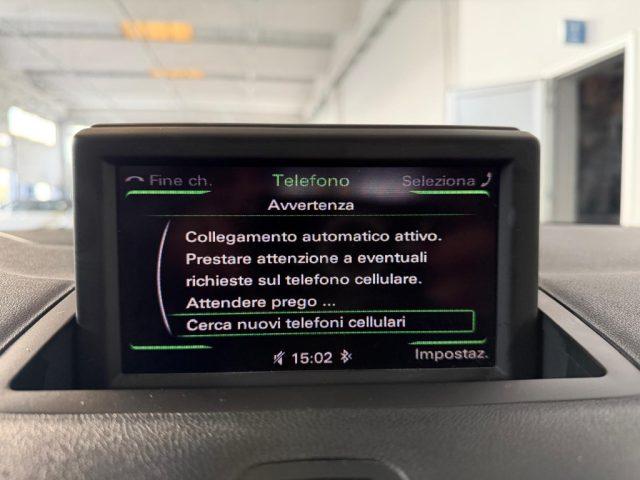 Fine ch. Telefono Seleziona
Avvertenza
Collegamento automatico attivo.
Prestare attenzione a eventuali
richieste sul telefono cellulare.
Attendere prego ...
Cerca nuovi telefoni cellulari
15:02 Impostaz.